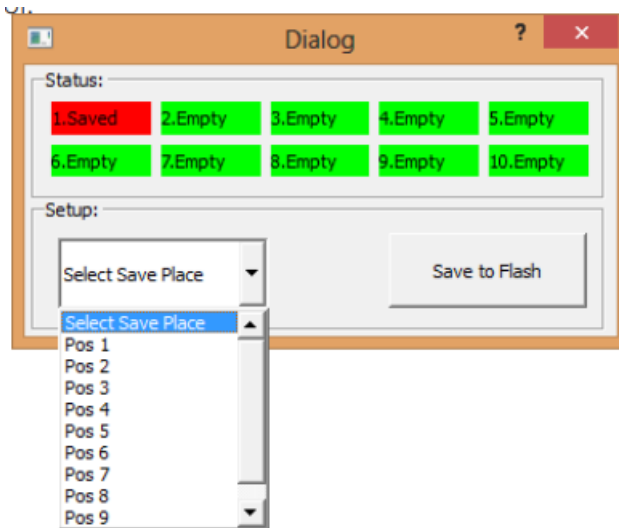 Dialog ?
Status:
1.Saved 2.Empty 3.Empty 4.Empty 5.Empty
6.Empty 7.Empty 8.Empty 9.Empty 10.Empty
Setup:
Select Save Place Save to Flash
Select Save Place
Pos 1
Pos 2
Pos 3
Pos 4
Pos 5
Pos 6
Pos 7
Pos 8
Pos 9